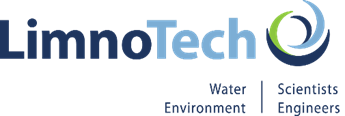 LimnoTech
Water | Scientists
Environment | Engineers